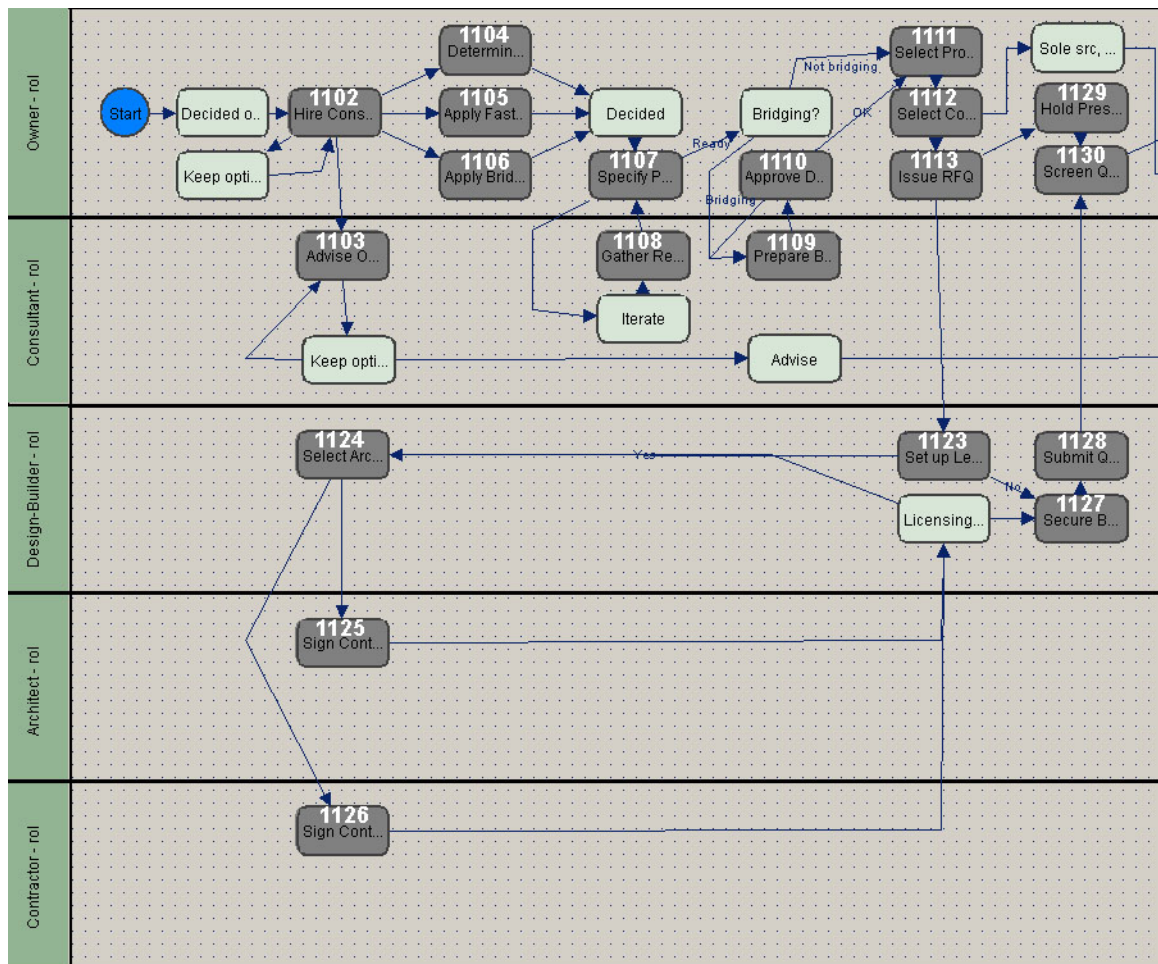 Owner - rol
Start
Decided o..
Keep opti...
1102
Hire Cons...
1104
Determin...
1105
Apply Fast..
1106
Apply Brid...
Decided
1107
Specify P...
Ready
Bridging?
Not bridging
OK
1110
Approve D..
Bridging
1111
Select Pro...
1112
Select Co...
1113
Issue RFQ
Sole src, ...
1129
Hold Pres...
1130
Screen Q...
Consultant - rol
1103
Advise O...
Keep opti...
1108
Gather Re...
Iterate
1109
Prepare B...
Advise
Design-Builder - rol
1124
Select Arc...
Yes
1123
Set up Le...
No
Licensing...
1128
Submit Q...
1127
Secure B...
Architect - rol
1125
Sign Cont...
Contractor - rol
1126
Sign Cont...